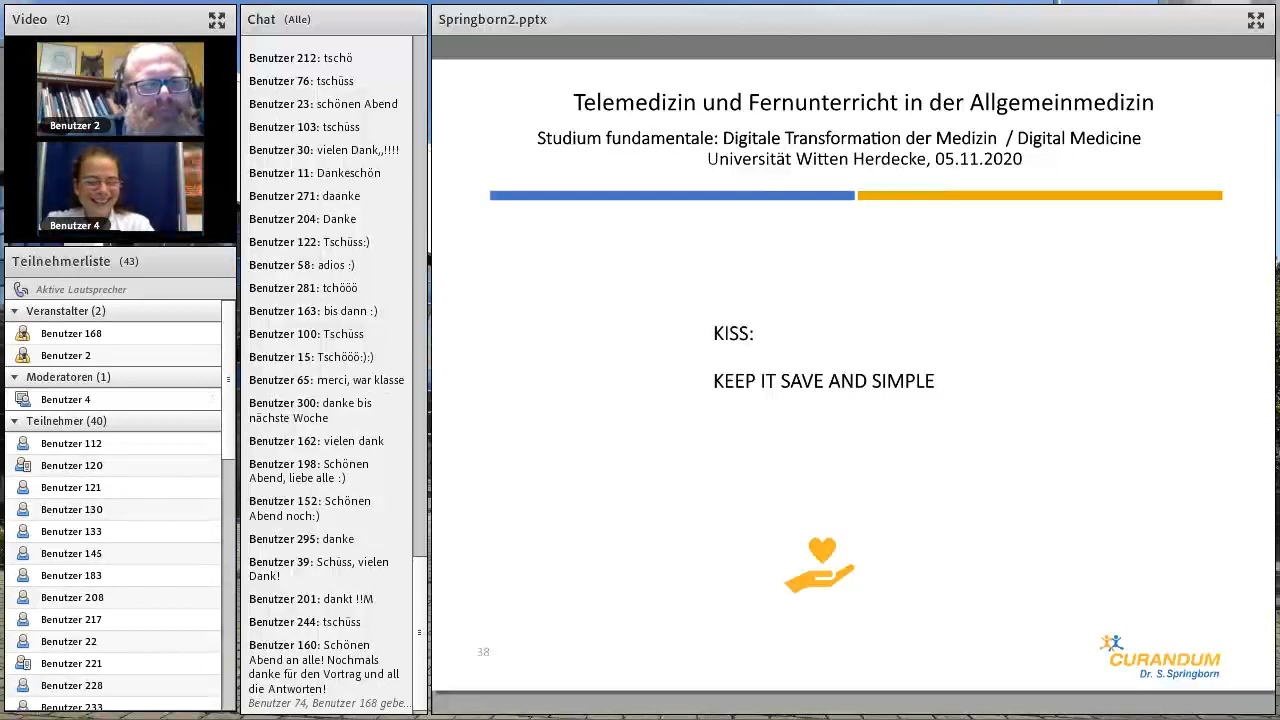 Video (2)
Benutzer 2
Benutzer 4
Teilnehmerliste (43)
Aktive Lautsprecher
Veranstalter (2)
Benutzer 168
Benutzer 2
Moderatoren (1)
Benutzer 4
Teilnehmer (40)
Benutzer 112
Benutzer 120
Benutzer 121
Benutzer 130
Benutzer 133
Benutzer 145
Benutzer 183
Benutzer 208
Benutzer 217
Benutzer 22
Benutzer 221
Benutzer 228
Benutzer 233
Chat (Alle)
Benutzer 212: tschö
Benutzer 76: tschüss
Benutzer 23: schönen Abend
Benutzer 103: tschüss
Benutzer 30: vielen Dank,,!!!!
Benutzer 11: Dankeschön
Benutzer 271: daanke
Benutzer 204: Danke
Benutzer 122: Tschüss:)
Benutzer 58: adios :)
Benutzer 281: tchööö
Benutzer 163: bis dann :)
Benutzer 100: Tschüss
Benutzer 15: Tschööö:):)
Benutzer 65: merci, war klasse
Benutzer 300: danke bis
nächste Woche
Benutzer 162: vielen dank
Benutzer 198: Schönen
Abend, liebe alle :)
Benutzer 152: Schönen
Abend noch:)
Benutzer 295: danke
Benutzer 39: Schüss, vielen
Dank!
Benutzer 201: dankt !!M
Benutzer 244: tschüss
Benutzer 160: Schönen
Abend an alle! Nochmals
danke für den Vortrag und all
die Antworten!
Benutzer 74, Benutzer 168 gebe...
Springborn2.pptx
Telemedizin und Fernunterricht in der Allgemeinmedizin
Studium fundamentale: Digitale Transformation der Medizin / Digital Medicine
Universität Witten Herdecke, 05.11.2020
KISS:
KEEP IT SAVE AND SIMPLE
38
CURANDUM
Dr. S.Springborn